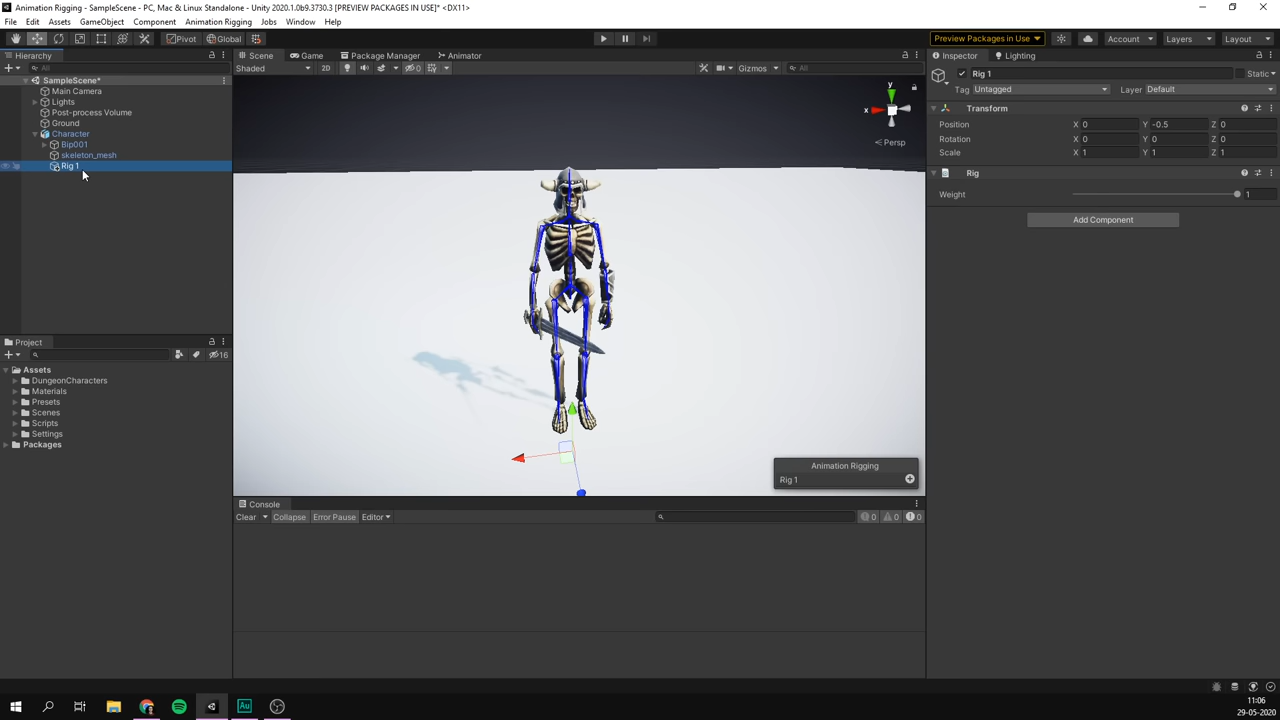 Animation Rigging - SampleScene - PC, Mac & Linux Standalone - Unity 2020.1.0b9.3730.3 [PREVIEW PACKAGES IN USE]* <DX11>
File Edit Assets GameObject Component Animation Rigging Jobs Window Help
Pivot Global Preview Packages in Use Account Layers Layout
Hierarchy
All
SampleScene*
Main Camera
Lights
Post-process Volume
Ground
Character
Bip001
skeleton_mesh
Rig 1
Project
16
Assets
DungeonCharacters
Materials
Presets
Scenes
Scripts
Settings
Packages
Scene Game Package Manager Animator
Shaded 2D 0 Gizmos All
y
x
Persp
Animation Rigging
Rig 1
Console
Clear Collapse Error Pause Editor 0 0 0
Inspector Lighting
Rig 1 Static
Tag Untagged Layer Default
Transform
Position X 0 Y -0.5 Z 0
Rotation X 0 Y 0 Z 0
Scale X 1 Y 1 Z 1
Rig
Weight 1
Add Component
Au
11:06
29-05-2020